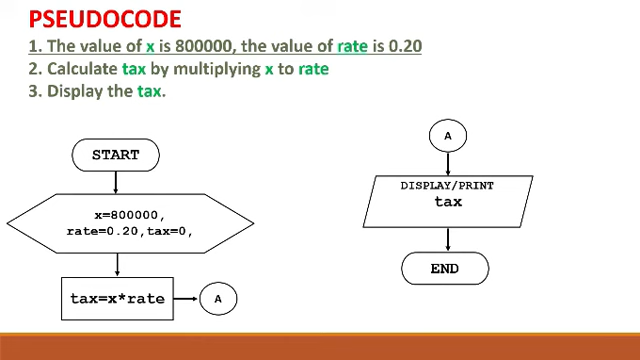 PSEUDOCODE
1. The value of x is 800000, the value of rate is 0.20
2. Calculate tax by multiplying x to rate
3. Display the tax.
START
x=800000,
rate=0.20,tax=0,
tax=x*rate
A
A
DISPLAY/PRINT
tax
END